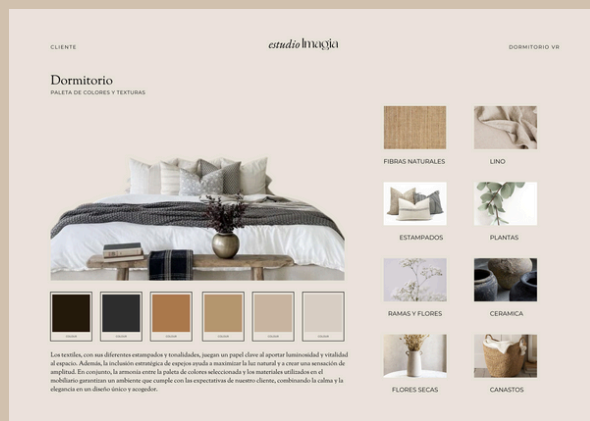 CLIENTE
estudio Imagia
DORMITORIO VR
Dormitorio
PALETA DE COLORES Y TEXTURAS
FIBRAS NATURALES
LINO
ESTAMPADOS
PLANTAS
RAMAS Y FLORES
CERAMICA
FLORES SECAS
CANASTOS
Los textiles, con sus diferentes estampados y tonalidades, juegan un papel clave al aportar luminosidad y vitalidad
al espacio. Además, la inclusión estratégica de espejos ayuda a maximizar la luz natural y a crear una sensación de
amplitud. En conjunto, la armonía entre la paleta de colores seleccionada y los materiales utilizados en el
mobiliario garantizan un ambiente que cumple con las expectativas de nuestro cliente, combinando la calma y la
elegancia en un diseño único y acogedor.